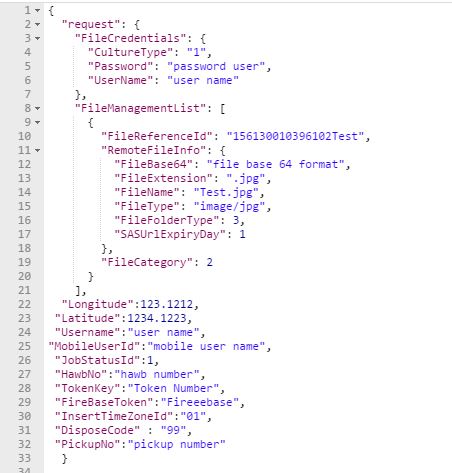 1 {
2 "request": {
3 "FileCredentials": {
4 "CultureType": "1",
5 "Password": "password user",
6 "UserName": "user name"
7 },
8 "FileManagementList": [
9 {
10 "FileReferenceId": "156130010396102Test",
11 "RemoteFileInfo": {
12 "FileBase64": "file base 64 format",
13 "FileExtension": ".jpg",
14 "FileName": "Test.jpg",
15 "FileType": "image/jpg",
16 "FileFolderType": 3,
17 "SASUrlExpiryDay": 1
18 },
19 "FileCategory": 2
20 }
21 ],
22 "Longitude":123.1212,
23 "Latitude":1234.1223,
24 "Username":"user name",
25 "MobileUserId":"mobile user name",
26 "JobStatusId":1,
27 "HawbNo":"hawb number",
28 "TokenKey":"Token Number",
29 "FireBaseToken":"Fireeebase",
30 "InsertTimeZoneId":"01",
31 "DisposeCode" : "99",
32 "PickupNo":"pickup number"
33 }